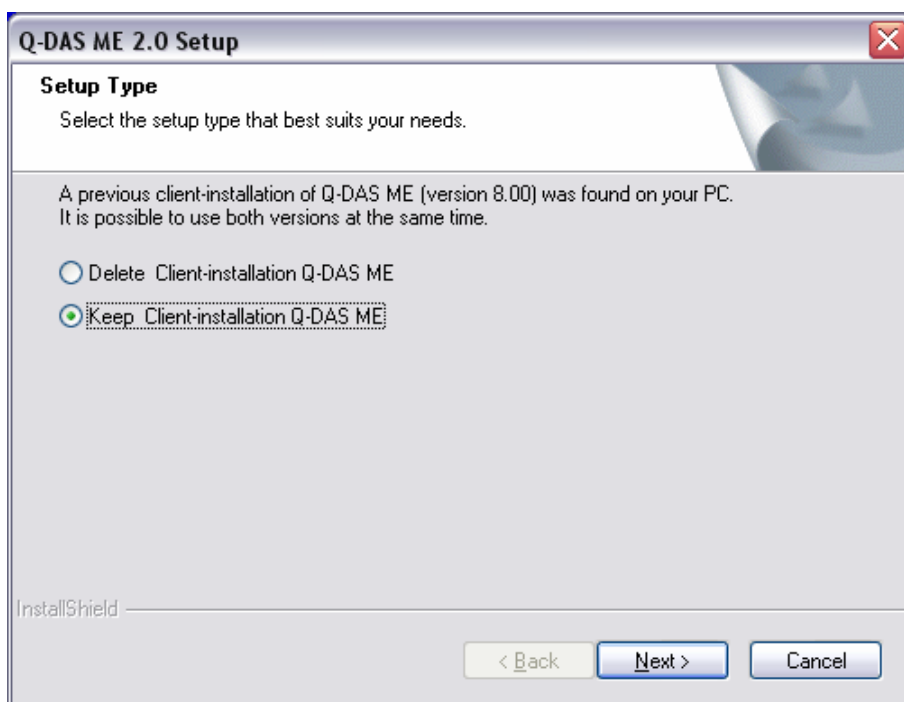 Q-DAS ME 2.0 Setup
Setup Type
Select the setup type that best suits your needs.
A previous client-installation of Q-DAS ME (version 8.00) was found on your PC.
It is possible to use both versions at the same time.
Delete Client-installation Q-DAS ME
Keep Client-installation Q-DAS ME
InstallShield
< Back Next > Cancel